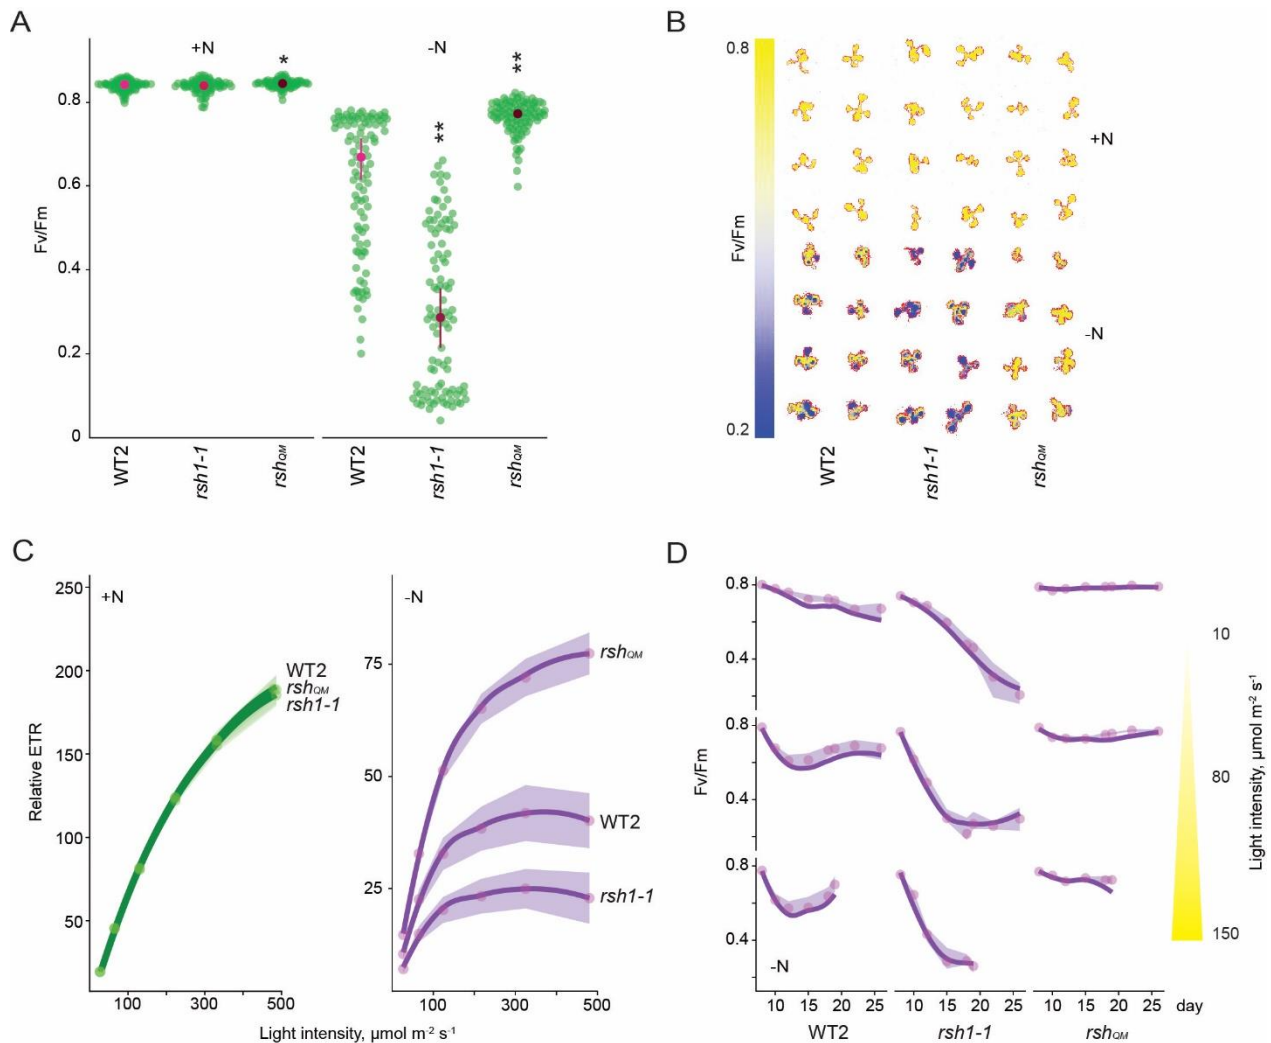 A
+N
-N
*
**
**
Fv/Fm
0.8
0.6
0.4
0.2
0
WT2
rsh1-1
rshQM
WT2
rsh1-1
rshQM
B
0.8
Fv/Fm
0.2
+N
-N
WT2
rsh1-1
rshQM
C
Relative ETR
250
200
150
100
50
+N
WT2
rshQM
rsh1-1
100
300
500
-N
75
50
25
rshQM
WT2
rsh1-1
100
300
500
Light intensity, µmol m⁻² s⁻¹
D
Fv/Fm
0.8
0.4
0.8
0.4
0.8
0.4
-N
10 15 20 25
10 15 20 25
10 15 20 25
day
WT2
rsh1-1
rshQM
10
80
150
Light intensity, µmol m⁻² s⁻¹